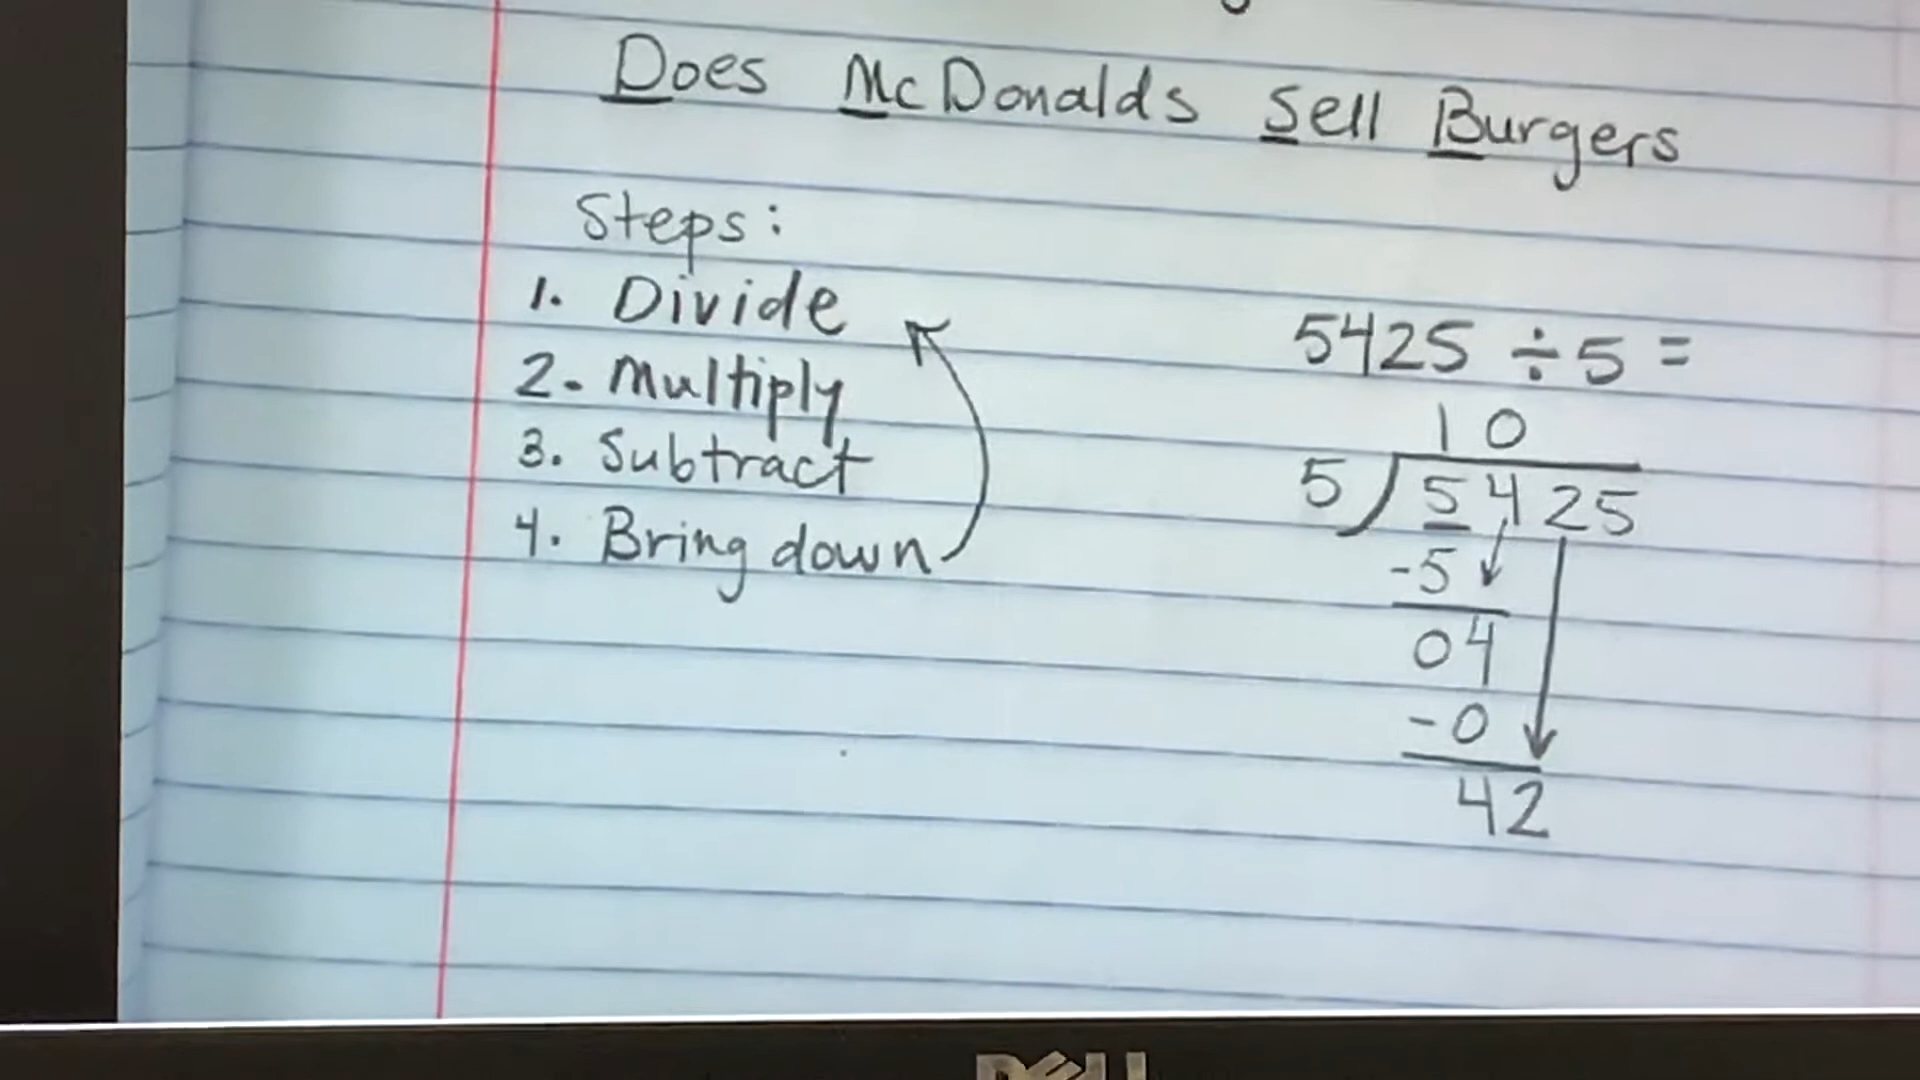 Does McDonalds Sell Burgers
Steps:
1. Divide
2. Multiply
3. Subtract
4. Bring down
5425 ÷ 5 =
10
5 ) 5425
-5
04
-0
42
DELL